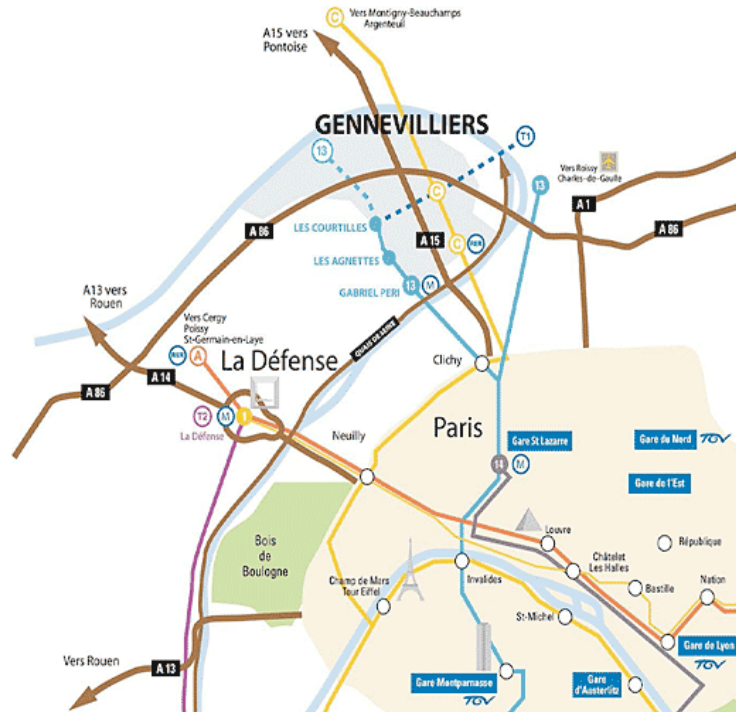 C
Vers Montigny-Beauchamps
Argenteuil
A15 vers
Pontoise
GENNEVILLIERS
13
T1
Vers Roissy
Charles-de-Gaulle
13
C
A 1
LES COURTILLES
A 86
A 15
C
RER
A 86
LES AGNETTES
13
M
GABRIEL PERI
A13 vers
Rouen
Vers Cergy
Poissy
St-Germain-en-Laye
QUAIS DE SEINE
RER
A
La Défense
Clichy
A 14
A 86
T2
M
1
La Défense
Neuilly
Paris
Gare St Lazarre
Gare du Nord
TGV
14
M
Gare de l'Est
Louvre
République
Bois
de
Boulogne
Châtelet
Les Halles
Champ de Mars
Tour Eiffel
Invalides
Bastille
Nation
St-Michel
Gare de Lyon
TGV
Vers Rouen
A 13
Gare Montparnasse
TGV
Gare
d'Austerlitz